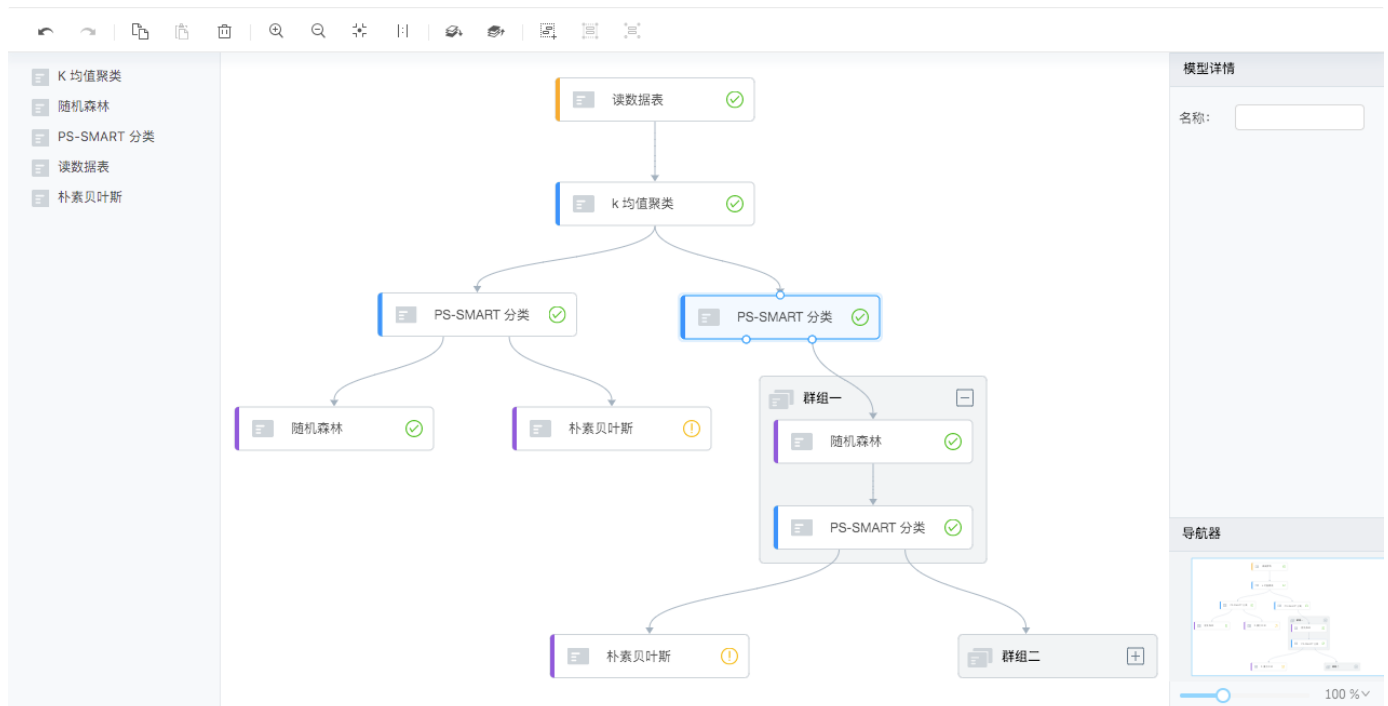 K 均值聚类
随机森林
PS-SMART 分类
读数据表
朴素贝叶斯
读数据表
k 均值聚类
PS-SMART 分类
PS-SMART 分类
随机森林
朴素贝叶斯
群组一
随机森林
PS-SMART 分类
朴素贝叶斯
群组二
模型详情
名称：
导航器
100 %